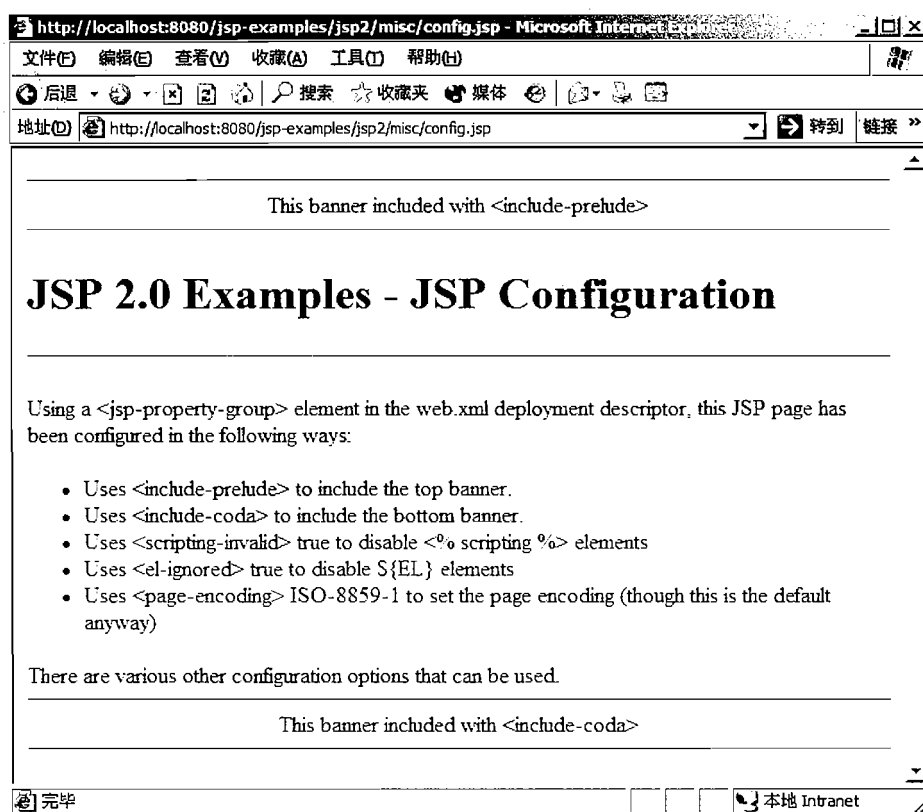 http://localhost:8080/jsp-examples/jsp2/misc/config.jsp - Microsoft Internet Explorer
文件(F) 编辑(E) 查看(V) 收藏(A) 工具(T) 帮助(H)
后退 搜索 收藏夹 媒体
地址(D) http://localhost:8080/jsp-examples/jsp2/misc/config.jsp 转到 链接 »
This banner included with <include-prelude>
JSP 2.0 Examples - JSP Configuration
Using a <jsp-property-group> element in the web.xml deployment descriptor, this JSP page has
been configured in the following ways:
• Uses <include-prelude> to include the top banner.
• Uses <include-coda> to include the bottom banner.
• Uses <scripting-invalid> true to disable <% scripting %> elements
• Uses <el-ignored> true to disable ${EL} elements
• Uses <page-encoding> ISO-8859-1 to set the page encoding (though this is the default
anyway)
There are various other configuration options that can be used.
This banner included with <include-coda>
完毕 本地 Intranet